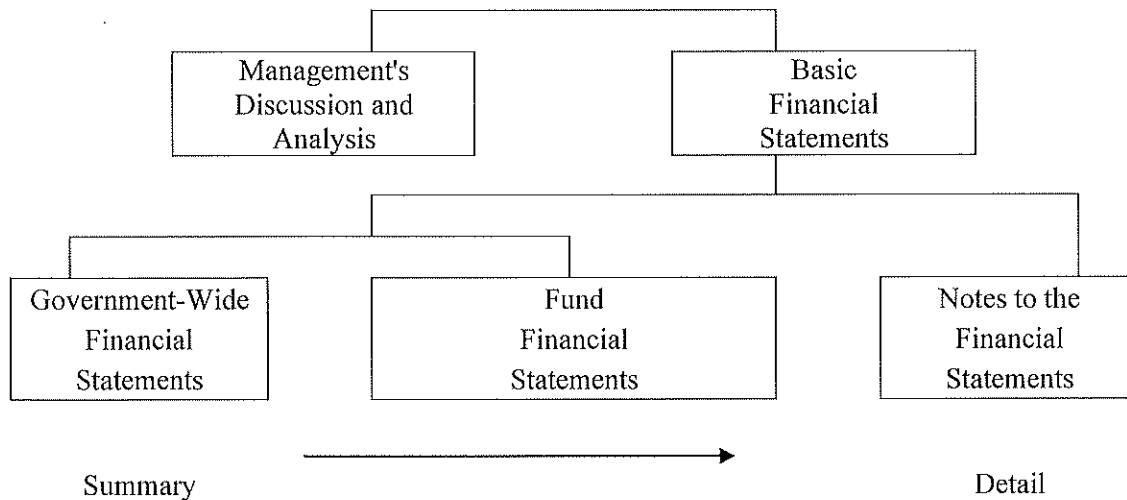 Management's
Discussion and
Analysis
Basic
Financial
Statements
Government-Wide
Financial
Statements
Fund
Financial
Statements
Notes to the
Financial
Statements
Summary
Detail